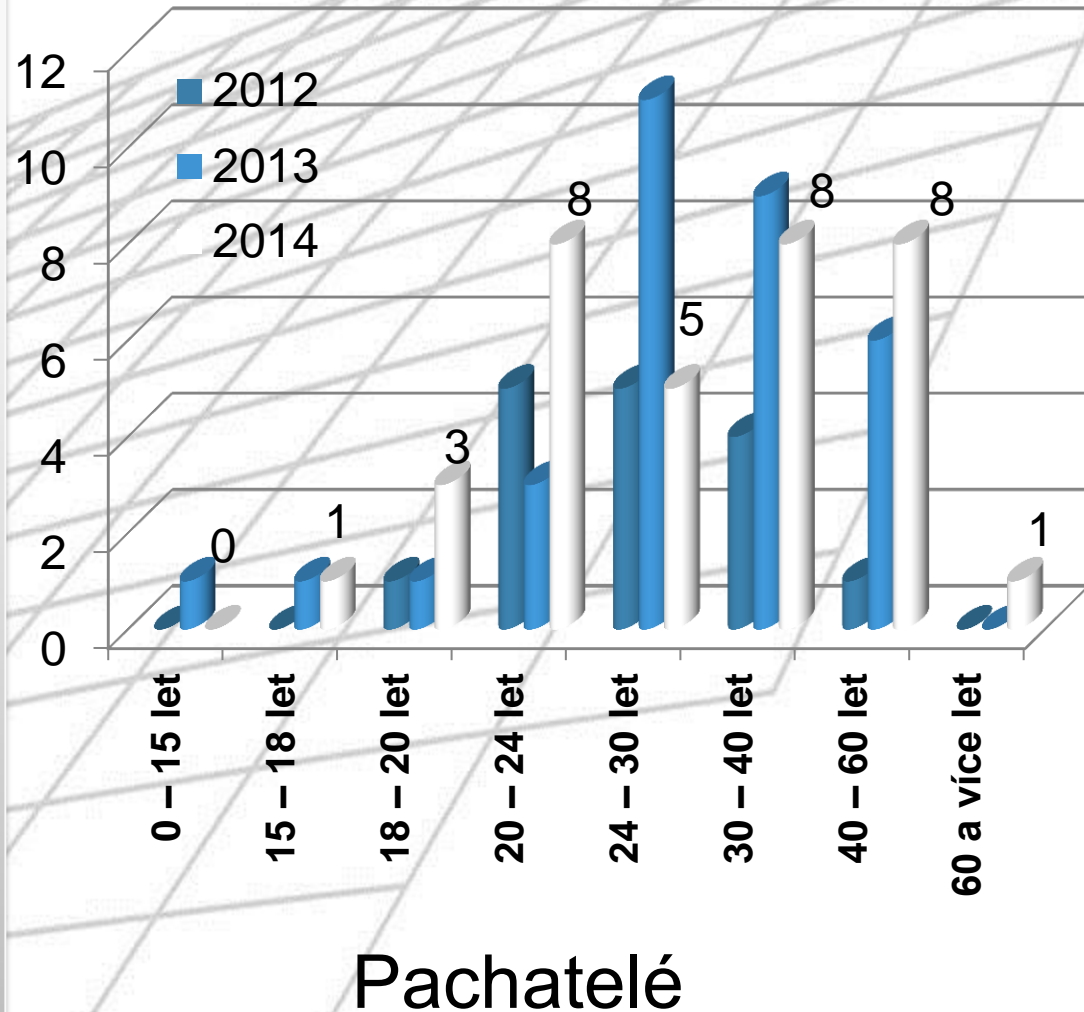 12
10
8
6
4
2
0
2012
2013
2014
0
1
3
8
5
8
8
1
0 – 15 let
15 – 18 let
18 – 20 let
20 – 24 let
24 – 30 let
30 – 40 let
40 – 60 let
60 a více let
Pachatelé